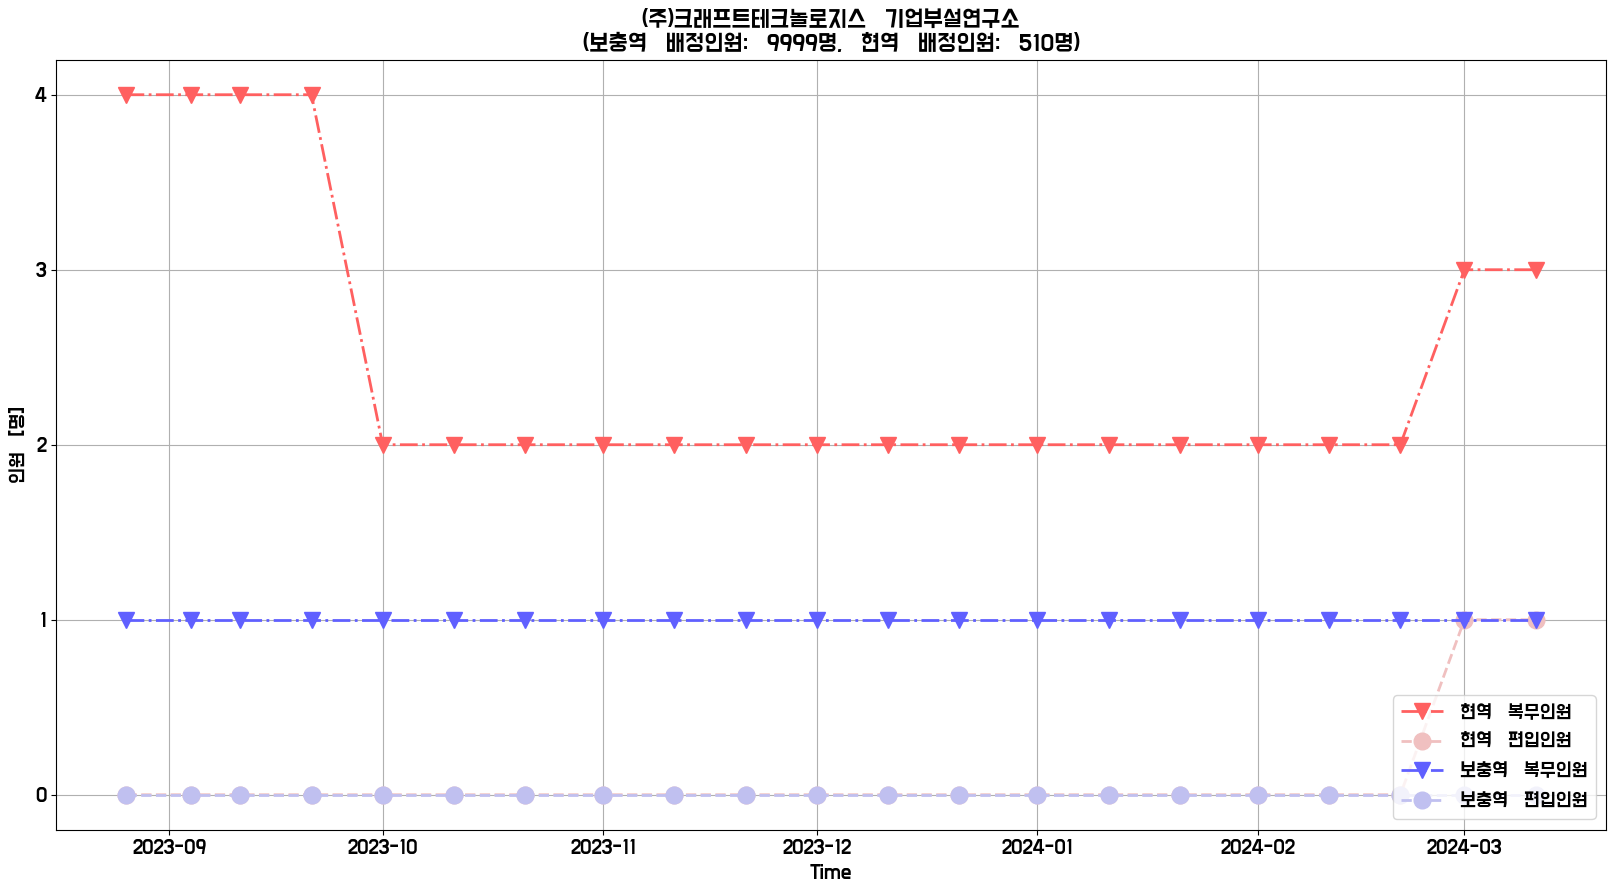 (주)크래프트테크놀로지스 기업부설연구소
(보충역 배정인원: 9999명, 현역 배정인원: 510명)
4
3
2
1
0
인원 [명]
2023-09 2023-10 2023-11 2023-12 2024-01 2024-02 2024-03
Time
현역 복무인원
현역 편입인원
보충역 복무인원
보충역 편입인원